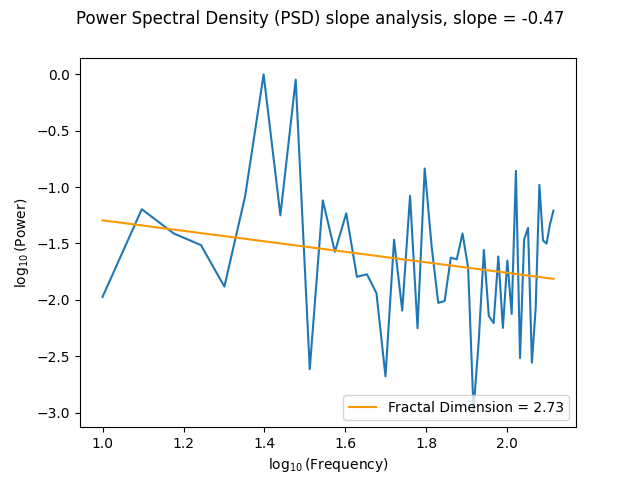 Power Spectral Density (PSD) slope analysis, slope = -0.47
0.0
−0.5
−1.0
−1.5
−2.0
−2.5
−3.0
log₁₀(Power)
1.0 1.2 1.4 1.6 1.8 2.0
log₁₀(Frequency)
Fractal Dimension = 2.73